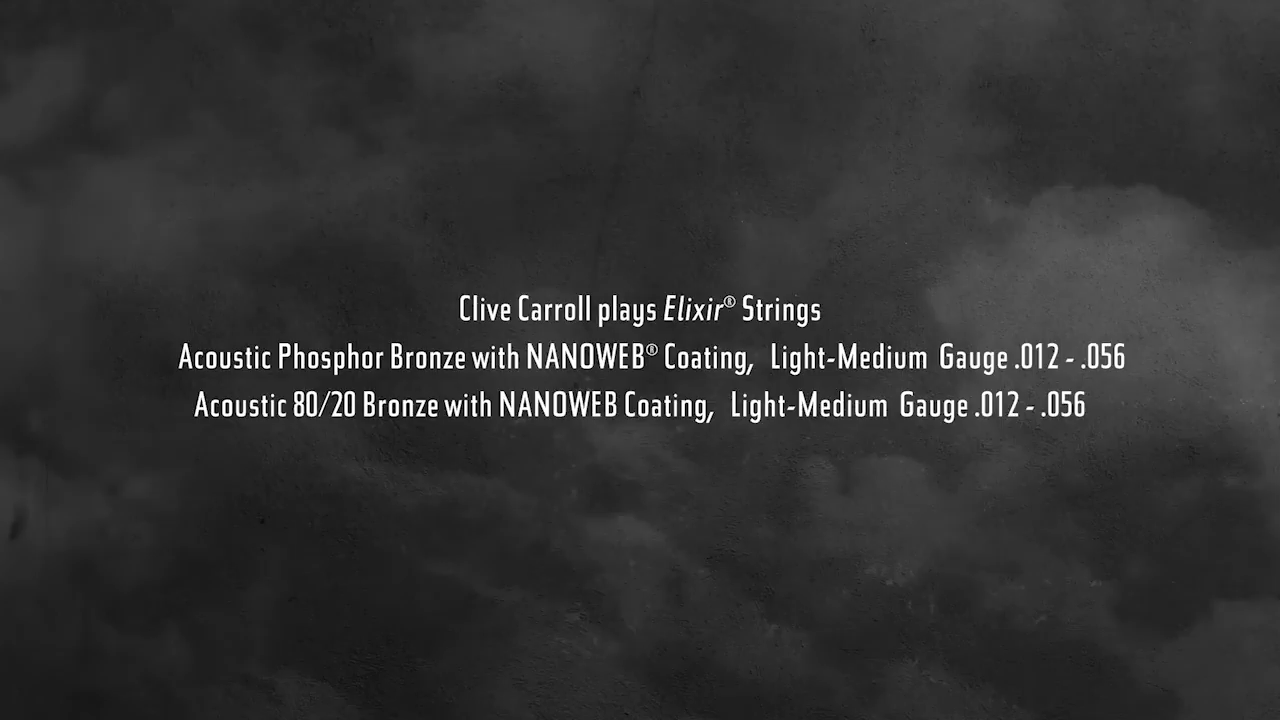 Clive Carroll plays Elixir® Strings
Acoustic Phosphor Bronze with NANOWEB® Coating, Light-Medium Gauge .012 - .056
Acoustic 80/20 Bronze with NANOWEB Coating, Light-Medium Gauge .012 - .056